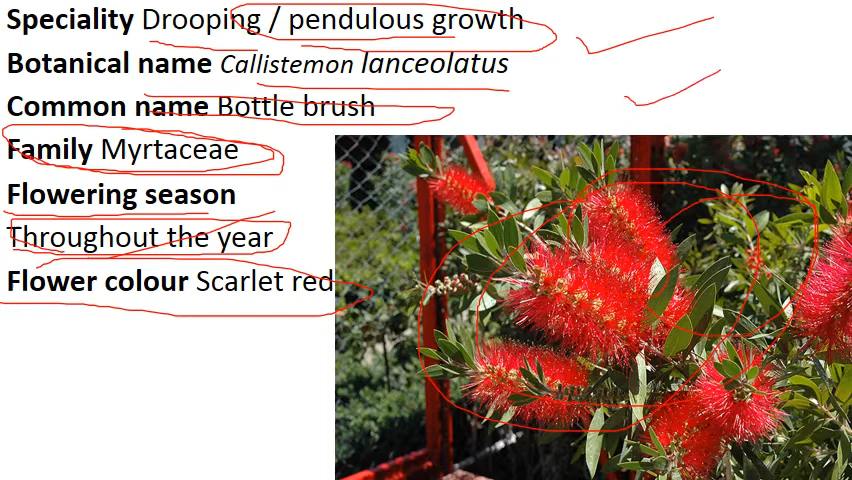 Speciality Drooping / pendulous growth
Botanical name Callistemon lanceolatus
Common name Bottle brush
Family Myrtaceae
Flowering season
Throughout the year
Flower colour Scarlet red